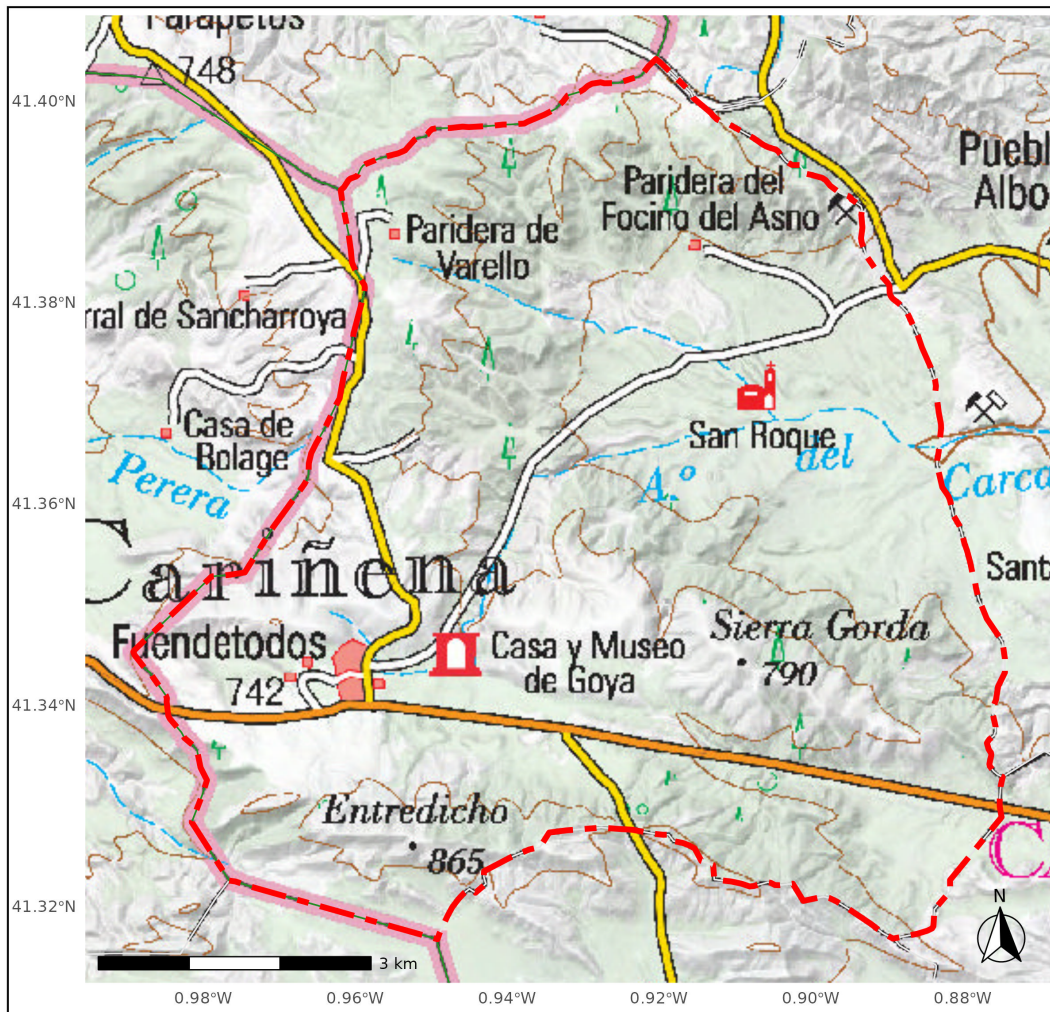 Parapetos
748
41.40°N
Puebl
Albo
Paridera del
Focino del Asno
Paridera de
Varello
41.38°N
rral de Sancharroya
Casa de
Bolage
San Roque
Perera
A.º del
Carca
41.36°N
Cariñena
Sant
Fuendetodos
Casa y Museo
de Goya
Sierra Gorda
790
742
41.34°N
Entredicho
865
C
41.32°N
N
3 km
0.98°W 0.96°W 0.94°W 0.92°W 0.90°W 0.88°W